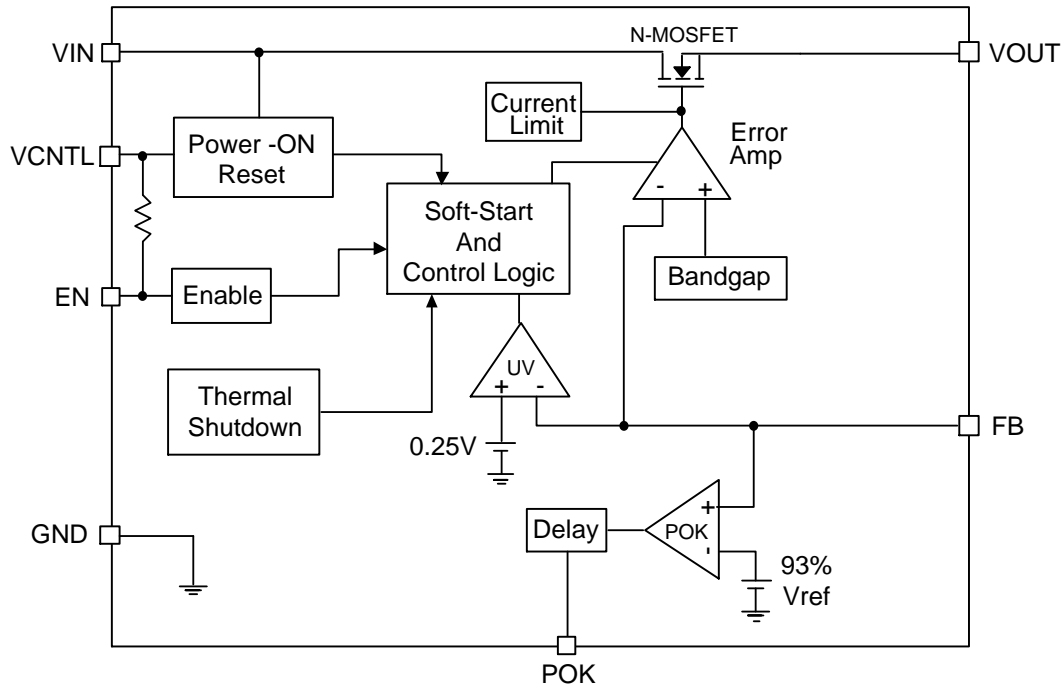 N-MOSFET
VIN
VOUT
Current
Limit
Error
Amp
Power -ON
Reset
VCNTL
-
+
Soft-Start
And
Control Logic
Bandgap
EN
Enable
UV
+
-
Thermal
Shutdown
0.25V
FB
+
POK
-
Delay
GND
93%
Vref
POK